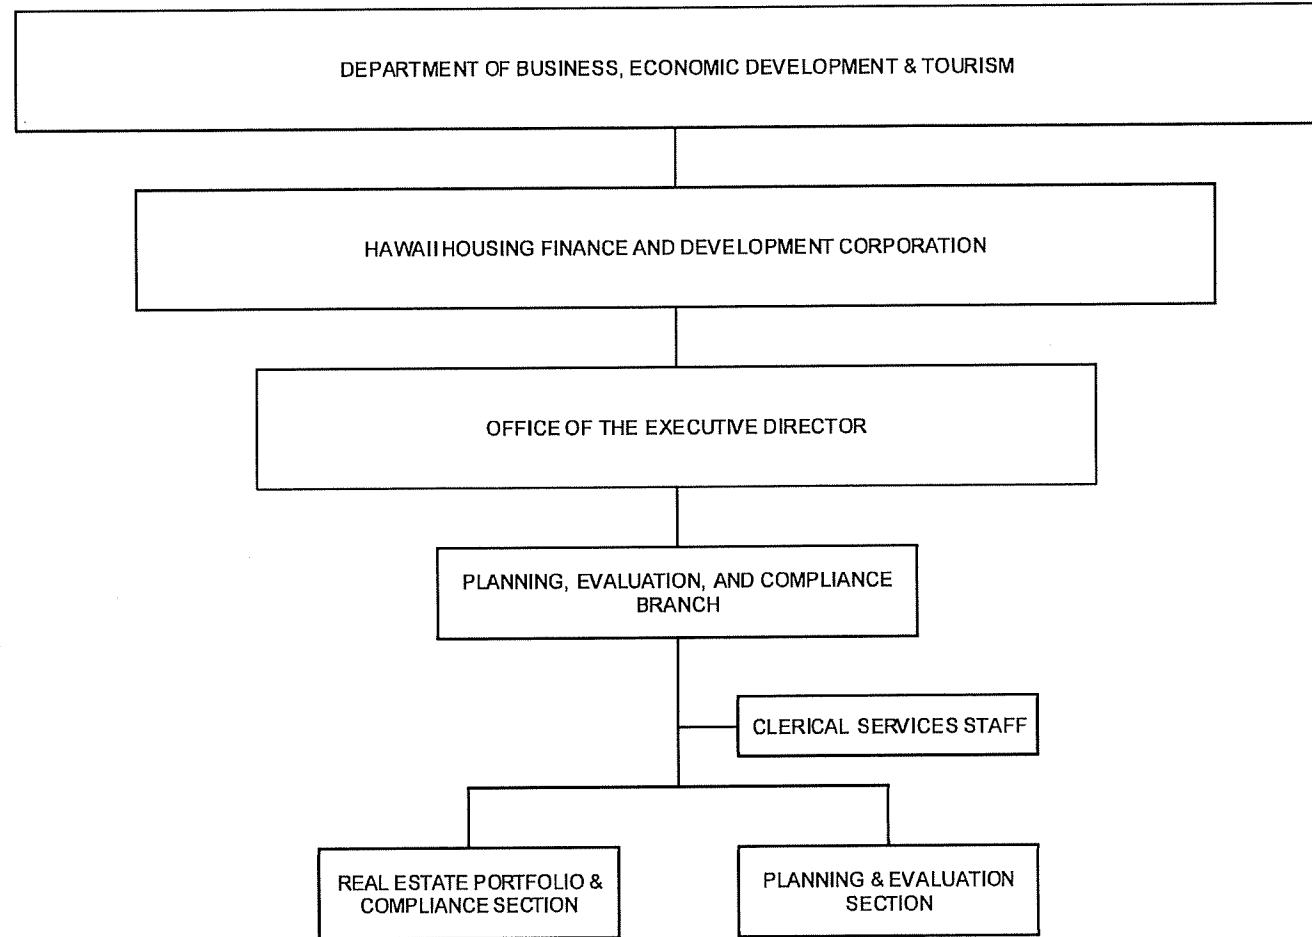 DEPARTMENT OF BUSINESS, ECONOMIC DEVELOPMENT & TOURISM
HAWAII HOUSING FINANCE AND DEVELOPMENT CORPORATION
OFFICE OF THE EXECUTIVE DIRECTOR
PLANNING, EVALUATION, AND COMPLIANCE
BRANCH
CLERICAL SERVICES STAFF
REAL ESTATE PORTFOLIO &
COMPLIANCE SECTION
PLANNING & EVALUATION
SECTION